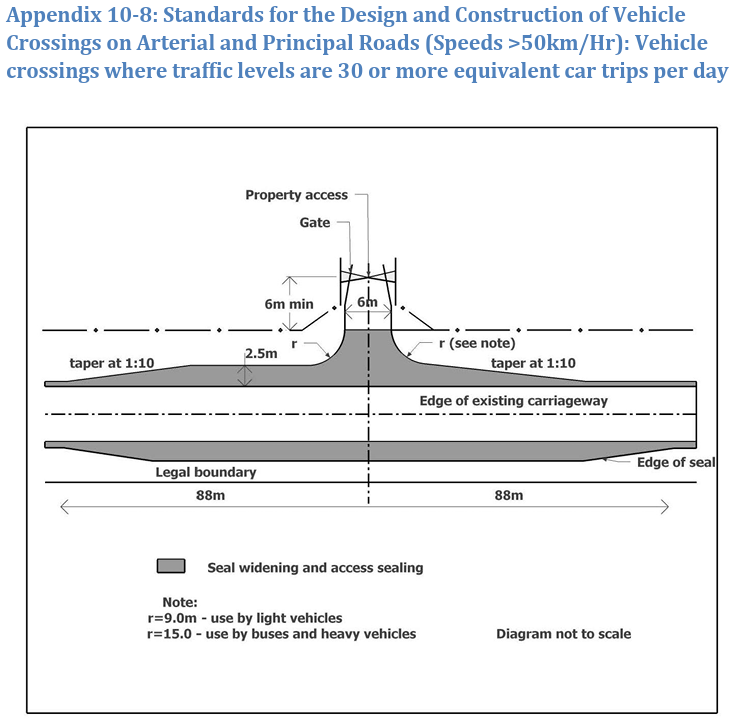 Appendix 10-8: Standards for the Design and Construction of Vehicle
Crossings on Arterial and Principal Roads (Speeds >50km/Hr): Vehicle
crossings where traffic levels are 30 or more equivalent car trips per day
Property access
Gate
6m min
6m
r
r (see note)
2.5m
taper at 1:10
taper at 1:10
Edge of existing carriageway
Edge of seal
Legal boundary
88m
88m
Seal widening and access sealing
Note:
r=9.0m - use by light vehicles
r=15.0 - use by buses and heavy vehicles
Diagram not to scale